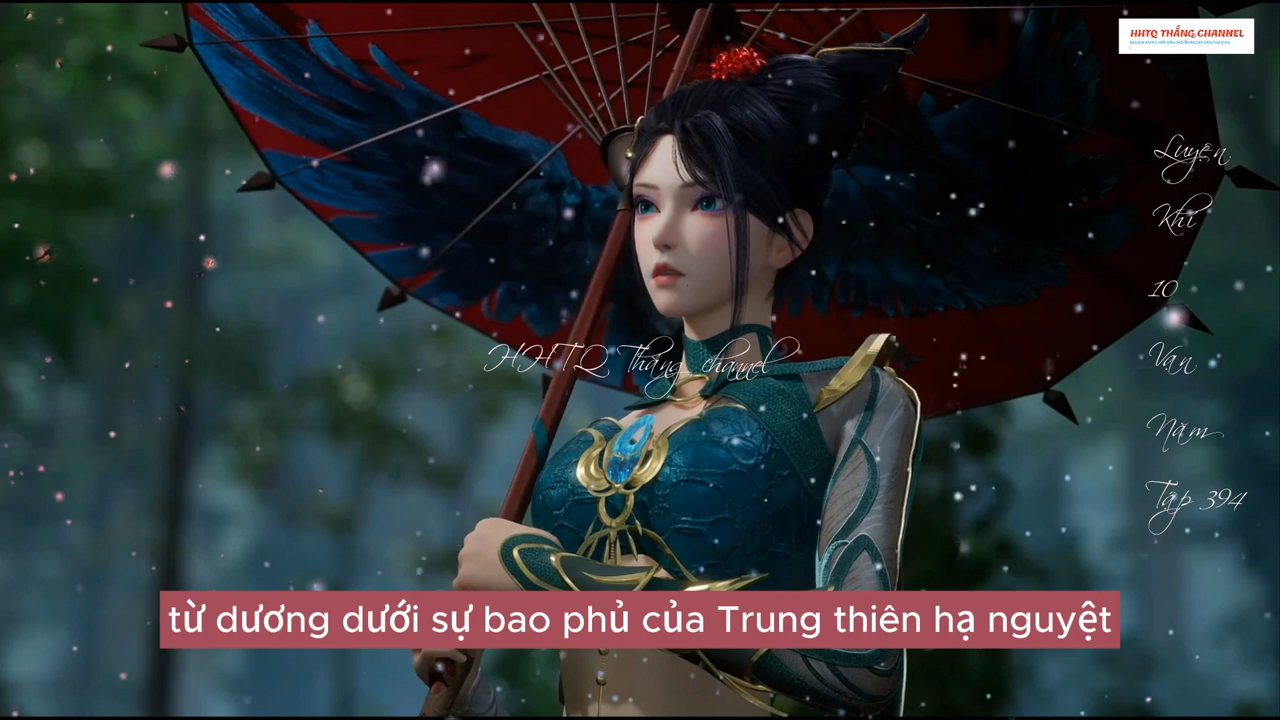 HHTQ THẮNG CHANNEL
Luyện
Khí
10
Vạn
Năm
Tập 394
HHTQ Thắng channel
từ dương dưới sự bao phủ của Trung thiên hạ nguyệt